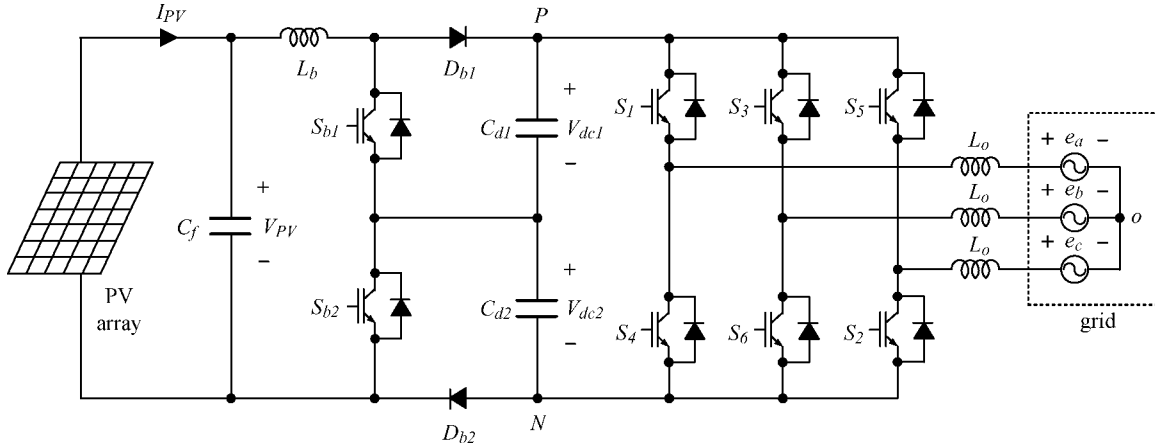 I_PV
P
L_b
D_b1
S_b1
C_d1
+
V_dc1
−
S_1
S_3
S_5
L_o
+ e_a −
L_o
+ e_b −
o
L_o
+ e_c −
PV
array
C_f
+
V_PV
−
S_b2
C_d2
+
V_dc2
−
S_4
S_6
S_2
grid
D_b2
N